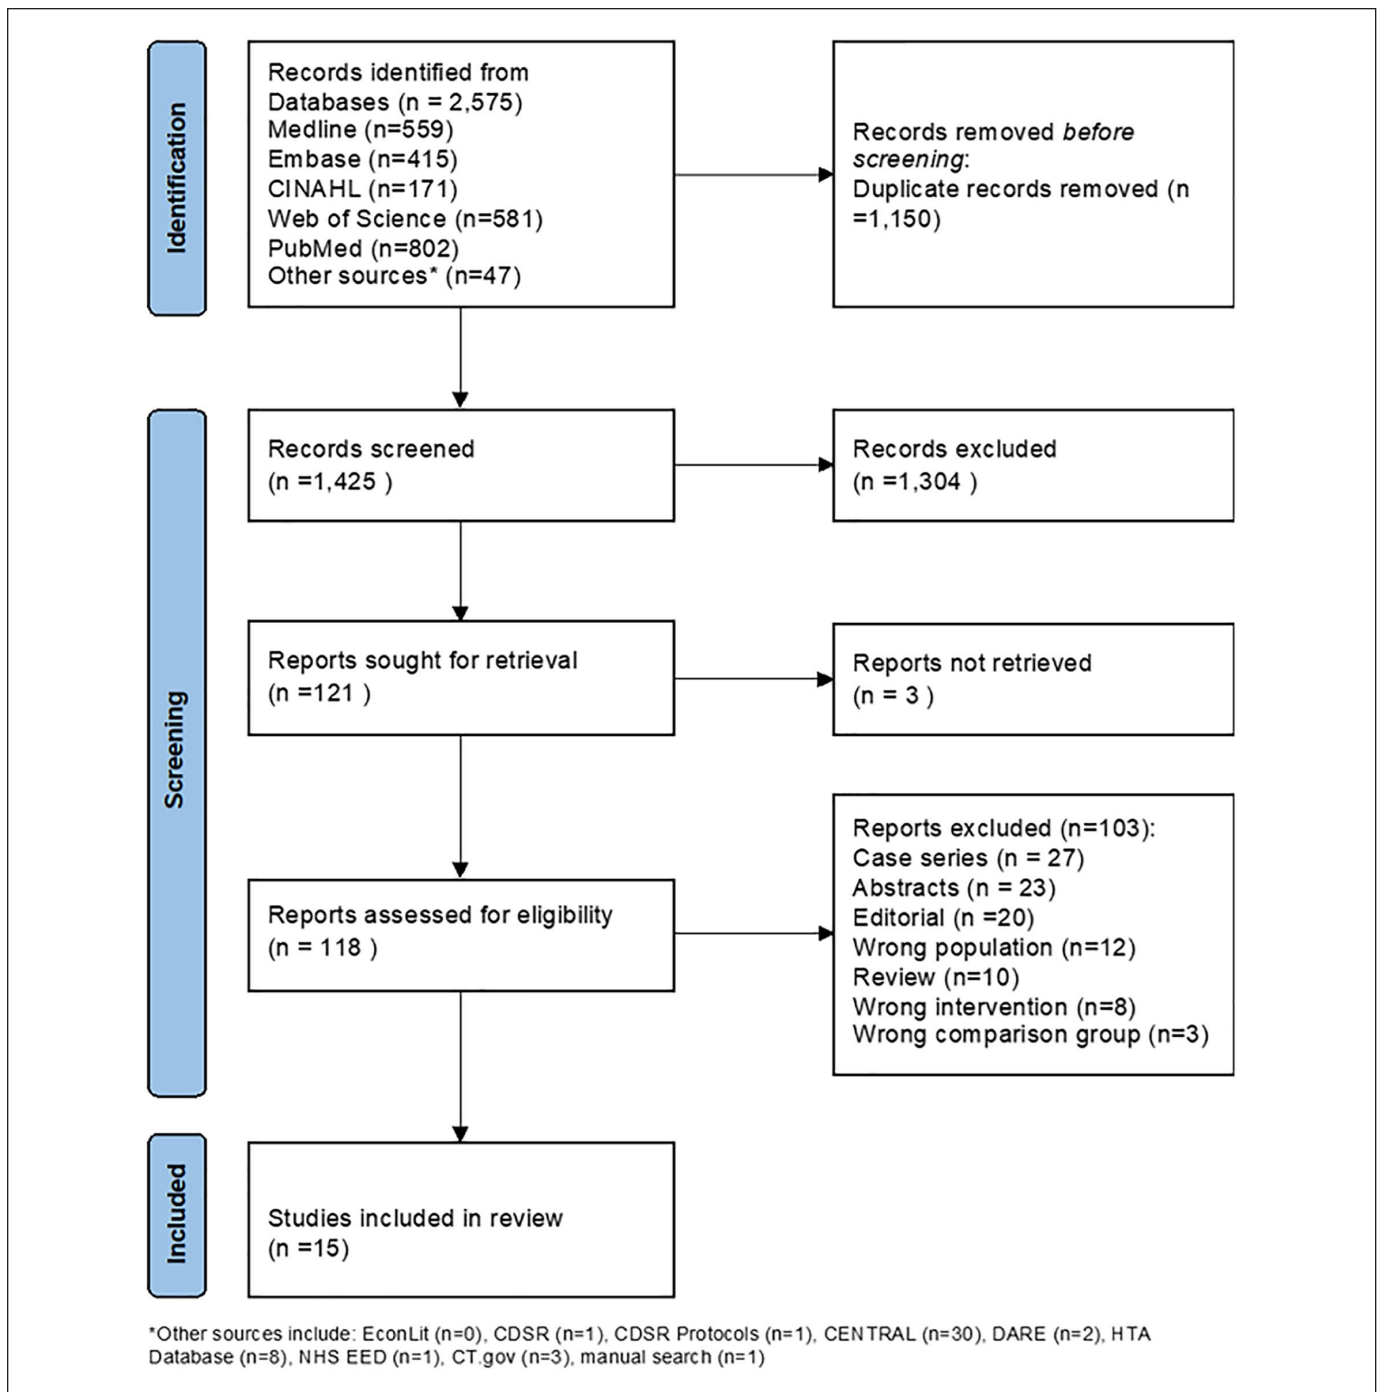 Identification
Records identified from
Databases (n = 2,575)
Medline (n=559)
Embase (n=415)
CINAHL (n=171)
Web of Science (n=581)
PubMed (n=802)
Other sources* (n=47)
Records removed before
screening:
Duplicate records removed (n
=1,150)
Screening
Records screened
(n =1,425 )
Records excluded
(n =1,304 )
Reports sought for retrieval
(n =121 )
Reports not retrieved
(n = 3 )
Reports assessed for eligibility
(n = 118 )
Reports excluded (n=103):
Case series (n = 27)
Abstracts (n = 23)
Editorial (n =20)
Wrong population (n=12)
Review (n=10)
Wrong intervention (n=8)
Wrong comparison group (n=3)
Included
Studies included in review
(n =15)
*Other sources include: EconLit (n=0), CDSR (n=1), CDSR Protocols (n=1), CENTRAL (n=30), DARE (n=2), HTA
Database (n=8), NHS EED (n=1), CT.gov (n=3), manual search (n=1)